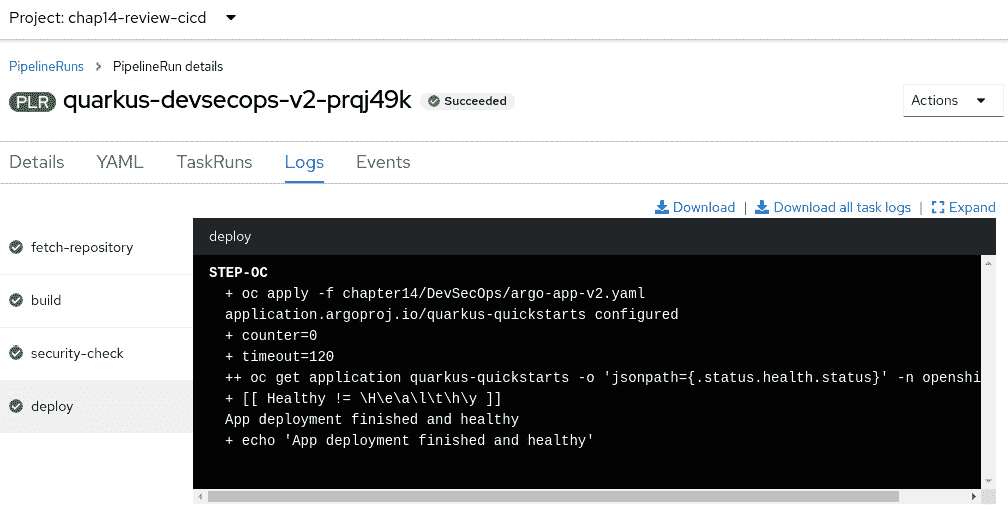 Project: chap14-review-cicd
PipelineRuns > PipelineRun details
PLR quarkus-devsecops-v2-prqj49k Succeeded
Actions
Details YAML TaskRuns Logs Events
Download | Download all task logs | Expand
fetch-repository
build
security-check
deploy
deploy
STEP-OC
+ oc apply -f chapter14/DevSecOps/argo-app-v2.yaml
application.argoproj.io/quarkus-quickstarts configured
+ counter=0
+ timeout=120
++ oc get application quarkus-quickstarts -o 'jsonpath={.status.health.status}' -n openshi
+ [[ Healthy != \H\e\a\l\t\h\y ]]
App deployment finished and healthy
+ echo 'App deployment finished and healthy'